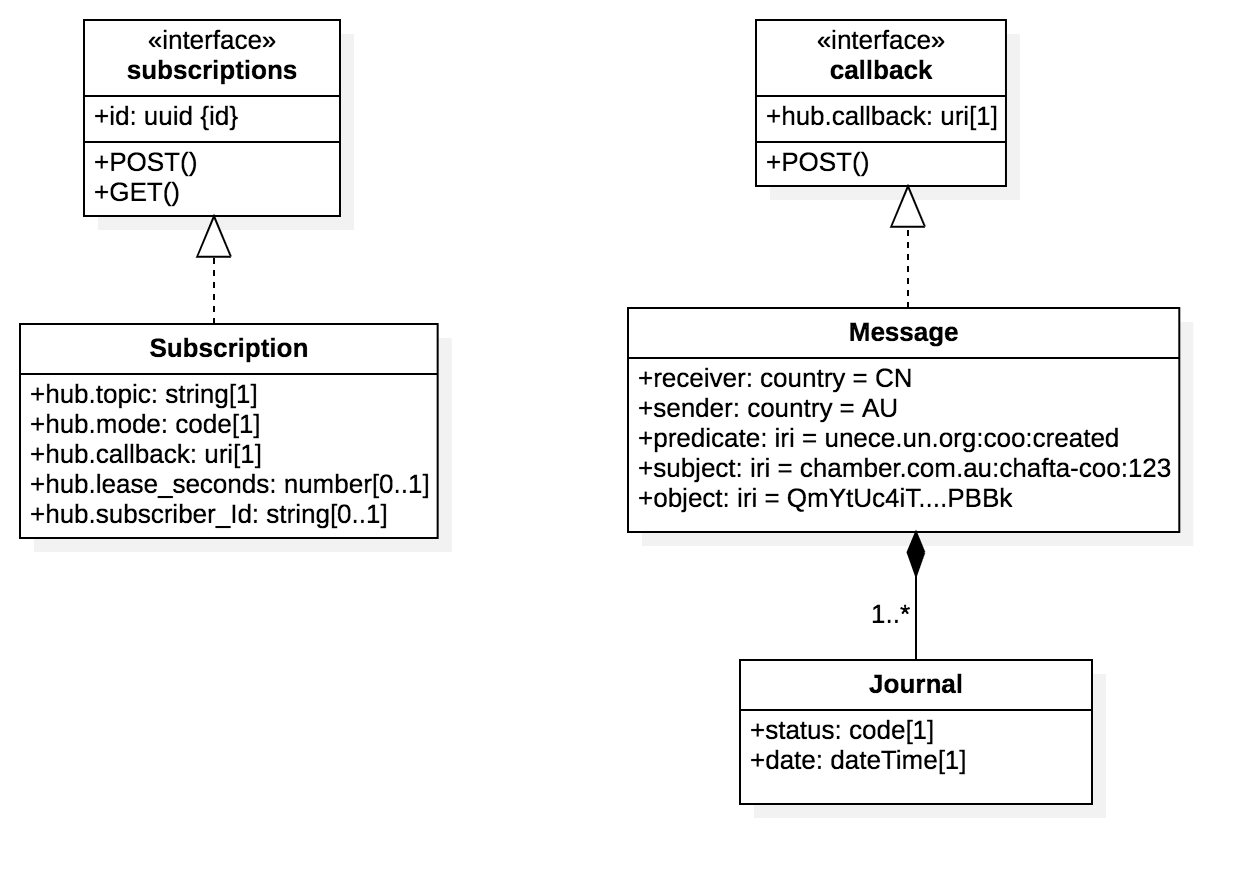 «interface»
subscriptions
+id: uuid {id}
+POST()
+GET()
Subscription
+hub.topic: string[1]
+hub.mode: code[1]
+hub.callback: uri[1]
+hub.lease_seconds: number[0..1]
+hub.subscriber_Id: string[0..1]
«interface»
callback
+hub.callback: uri[1]
+POST()
Message
+receiver: country = CN
+sender: country = AU
+predicate: iri = unece.un.org:coo:created
+subject: iri = chamber.com.au:chafta-coo:123
+object: iri = QmYtUc4iT....PBBk
1..*
Journal
+status: code[1]
+date: dateTime[1]